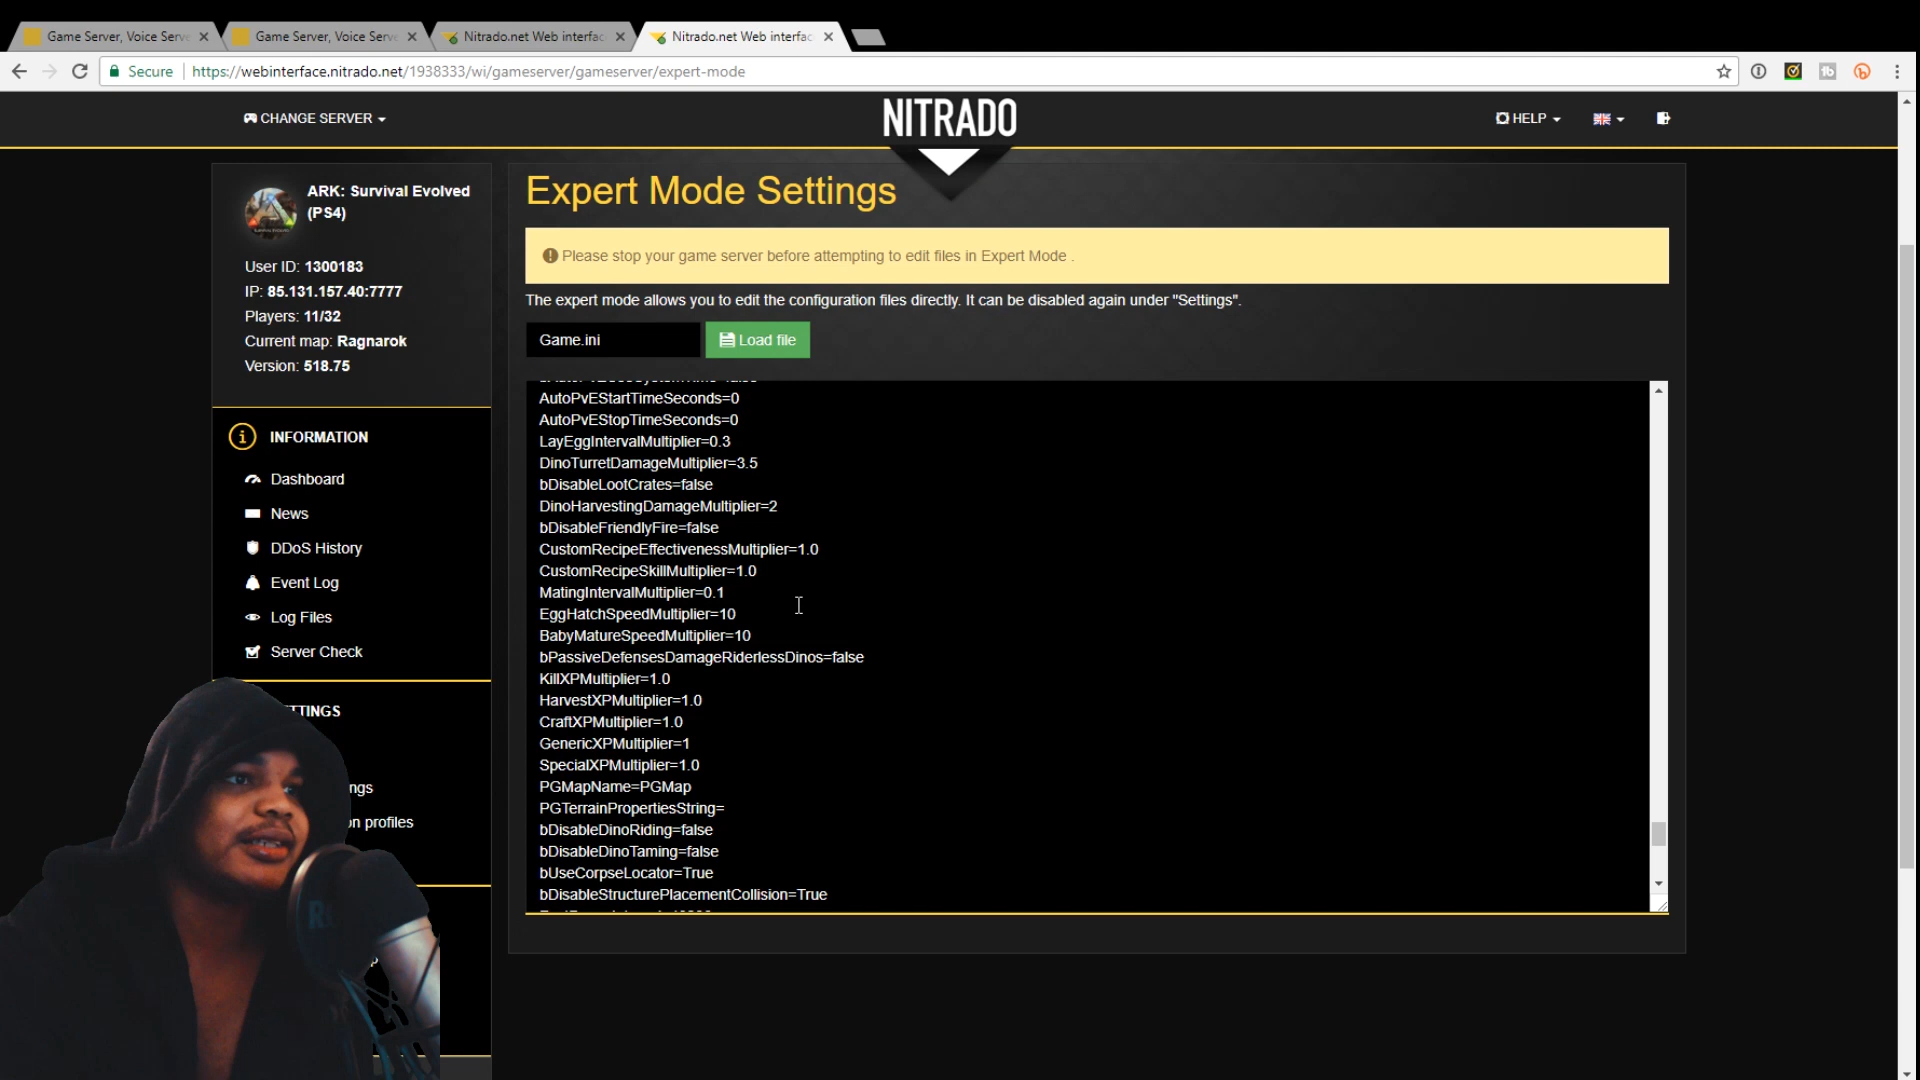 Game Server, Voice Serve
Game Server, Voice Serve
Nitrado.net Web interfac
Nitrado.net Web interfac
Secure
https://webinterface.nitrado.net/1938333/wi/gameserver/gameserver/expert-mode
CHANGE SERVER
NITRADO
HELP
ARK: Survival Evolved
(PS4)
User ID: 1300183
IP: 85.131.157.40:7777
Players: 11/32
Current map: Ragnarok
Version: 518.75
INFORMATION
Dashboard
News
DDoS History
Event Log
Log Files
Server Check
TTINGS
ngs
on profiles
Expert Mode Settings
Please stop your game server before attempting to edit files in Expert Mode .
The expert mode allows you to edit the configuration files directly. It can be disabled again under "Settings".
Game.ini
Load file
AutoPvEStartTimeSeconds=0
AutoPvEStopTimeSeconds=0
LayEggIntervalMultiplier=0.3
DinoTurretDamageMultiplier=3.5
bDisableLootCrates=false
DinoHarvestingDamageMultiplier=2
bDisableFriendlyFire=false
CustomRecipeEffectivenessMultiplier=1.0
CustomRecipeSkillMultiplier=1.0
MatingIntervalMultiplier=0.1
EggHatchSpeedMultiplier=10
BabyMatureSpeedMultiplier=10
bPassiveDefensesDamageRiderlessDinos=false
KillXPMultiplier=1.0
HarvestXPMultiplier=1.0
CraftXPMultiplier=1.0
GenericXPMultiplier=1
SpecialXPMultiplier=1.0
PGMapName=PGMap
PGTerrainPropertiesString=
bDisableDinoRiding=false
bDisableDinoTaming=false
bUseCorpseLocator=True
bDisableStructurePlacementCollision=True